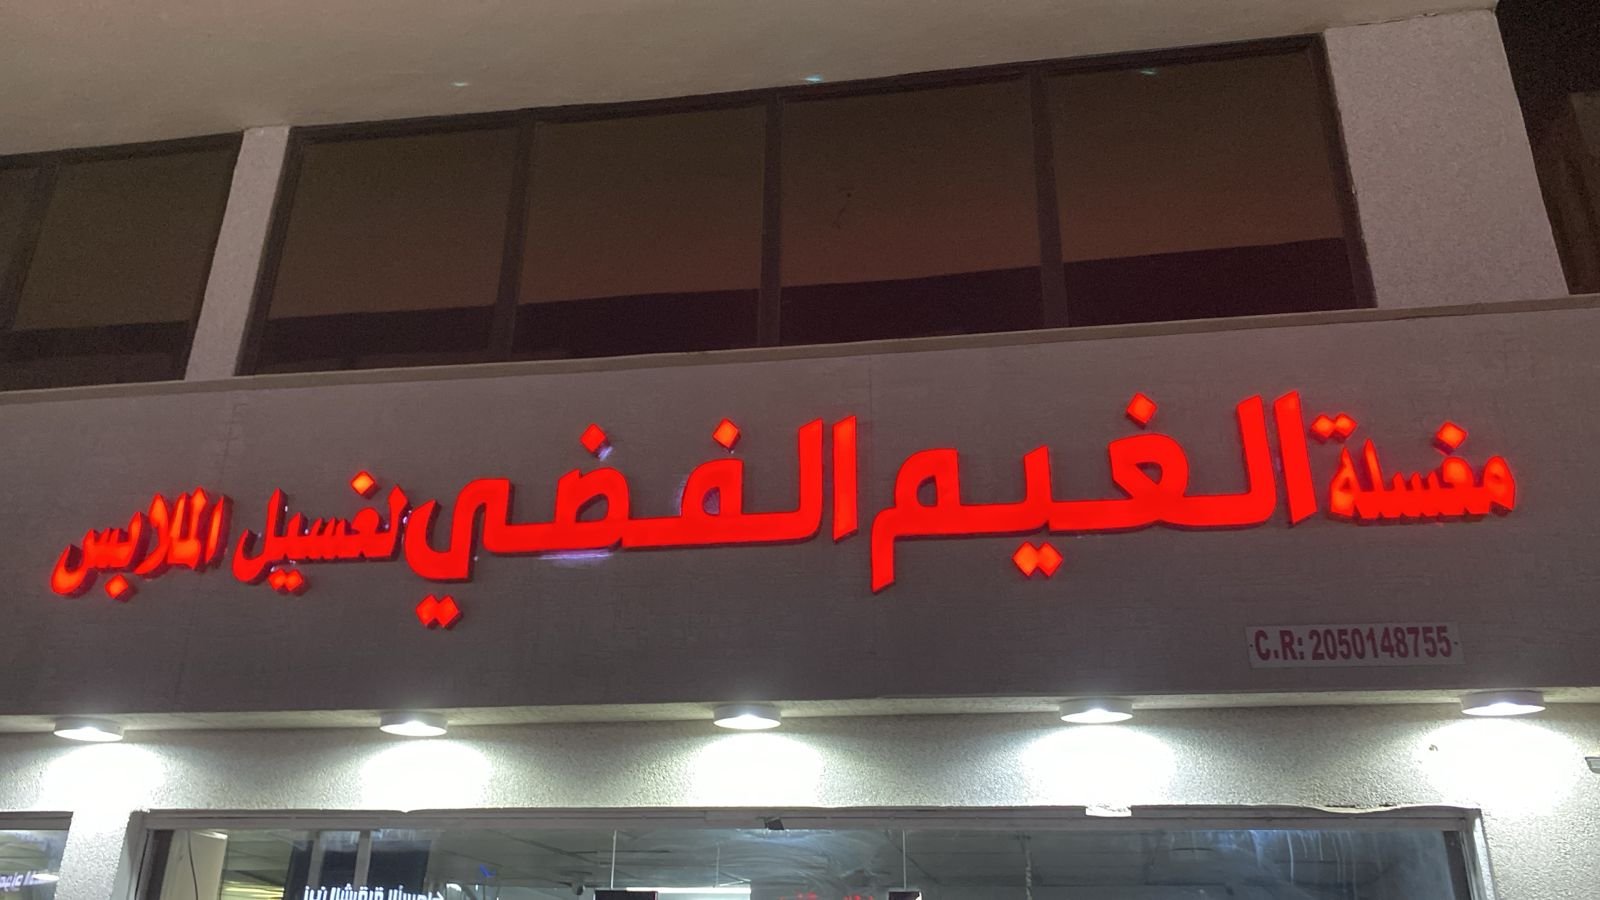 مغسلة الغيم الفضي لغسيل الملابس
C.R: 2050148755